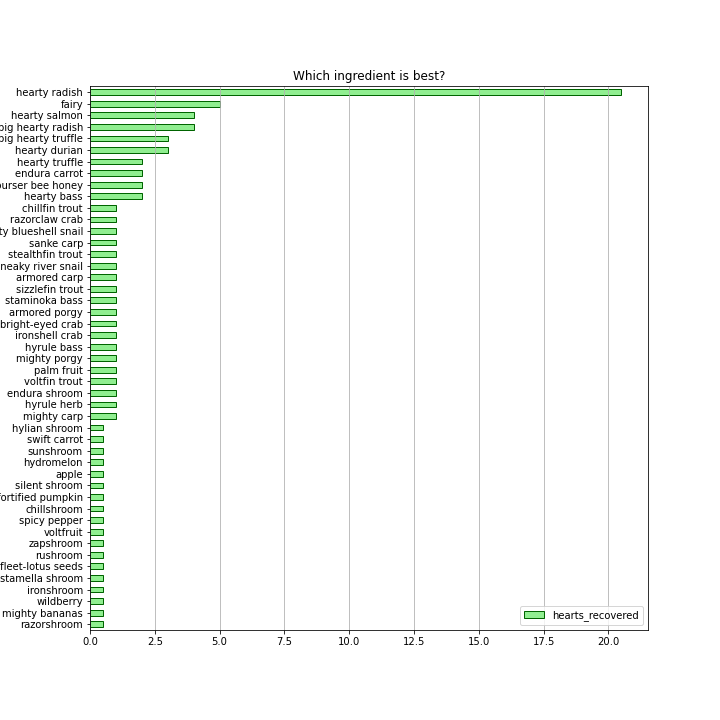 Which ingredient is best?
hearty radish
fairy
hearty salmon
big hearty radish
big hearty truffle
hearty durian
hearty truffle
endura carrot
urser bee honey
hearty bass
chillfin trout
razorclaw crab
ty blueshell snail
sanke carp
stealthfin trout
neaky river snail
armored carp
sizzlefin trout
staminoka bass
armored porgy
bright-eyed crab
ironshell crab
hyrule bass
mighty porgy
palm fruit
voltfin trout
endura shroom
hyrule herb
mighty carp
hylian shroom
swift carrot
sunshroom
hydromelon
apple
silent shroom
fortified pumpkin
chillshroom
spicy pepper
voltfruit
zapshroom
rushroom
fleet-lotus seeds
stamella shroom
ironshroom
wildberry
mighty bananas
razorshroom
hearts_recovered
0.0 2.5 5.0 7.5 10.0 12.5 15.0 17.5 20.0